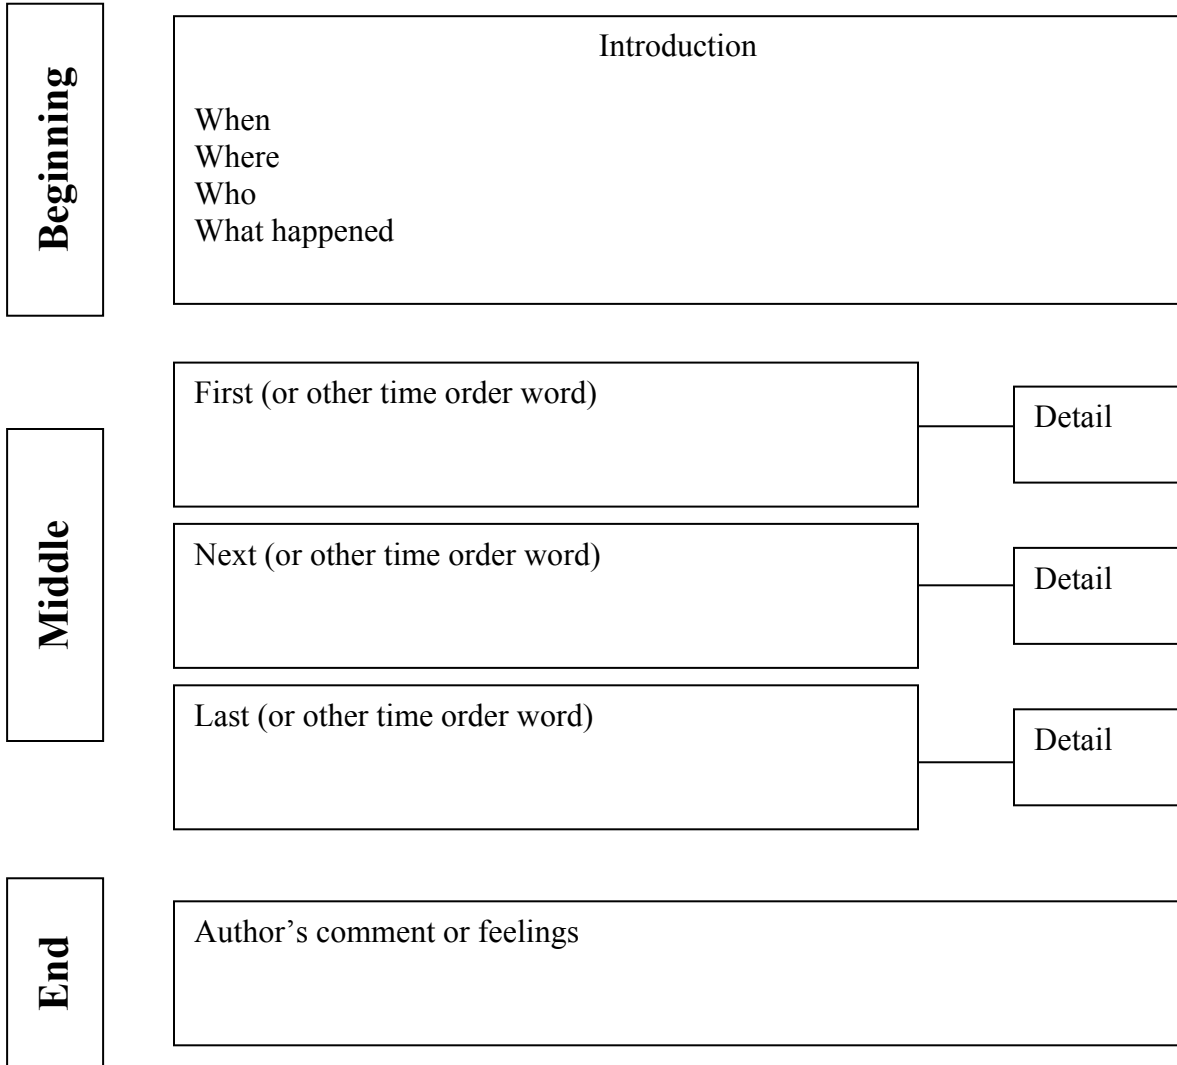 Beginning
Introduction
When
Where
Who
What happened
Middle
First (or other time order word)
Detail
Next (or other time order word)
Detail
Last (or other time order word)
Detail
End
Author’s comment or feelings